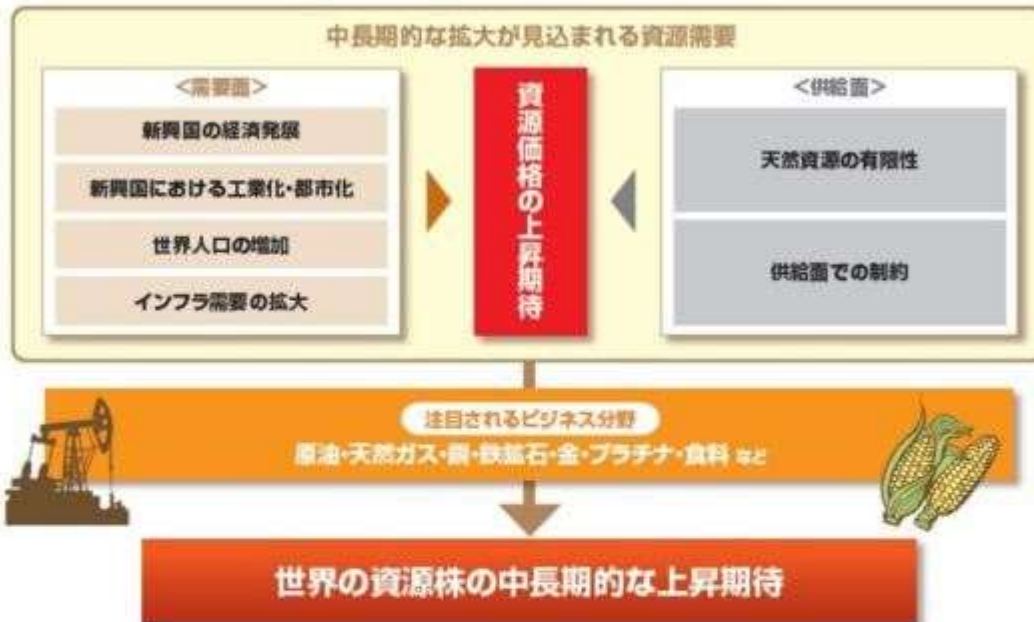 中長期的な拡大が見込まれる資源需要
＜需要面＞
新興国の経済発展
新興国における工業化・都市化
世界人口の増加
インフラ需要の拡大
資源価格の上昇期待
＜供給面＞
天然資源の有限性
供給面での制約
注目されるビジネス分野
原油・天然ガス・銅・鉄鉱石・金・プラチナ・食料 など
世界の資源株の中長期的な上昇期待